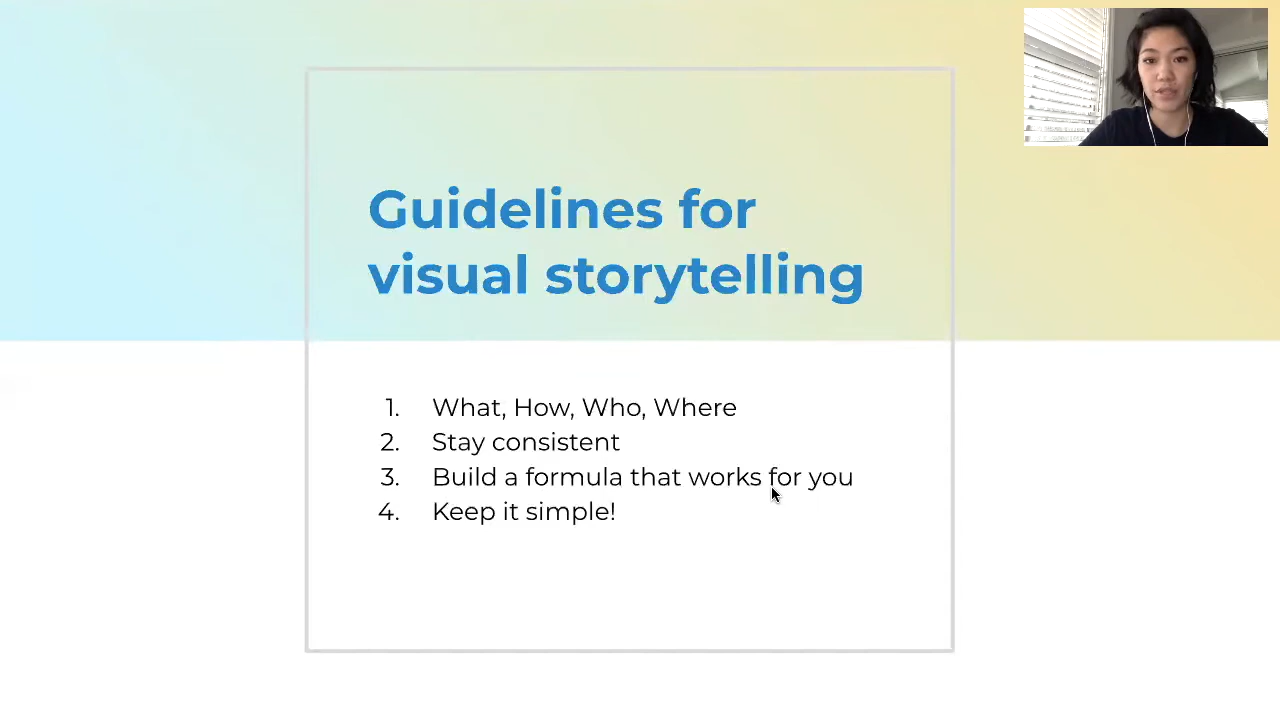 Guidelines for
visual storytelling
1. What, How, Who, Where
2. Stay consistent
3. Build a formula that works for you
4. Keep it simple!